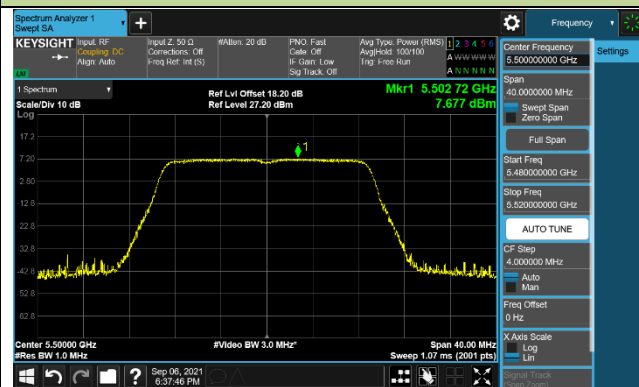 Spectrum Analyzer 1
Swept SA
Frequency
KEYSIGHT
Input: RF
Coupling: DC
Align: Auto
Input Z: 50 Ω
Corrections: Off
Freq Ref: Int (S)
#Atten: 20 dB
PNO: Fast
Gate: Off
IF Gain: Low
Sig Track: Off
Avg Type: Power (RMS)
Avg|Hold: 100/100
Trig: Free Run
1 2 3 4 5 6
A W W W W W
A N N N N N
LXI
1 Spectrum
Scale/Div 10 dB
Log
Ref Lvl Offset 18.20 dB
Ref Level 27.20 dBm
Mkr1 5.502 72 GHz
7.677 dBm
1
17.2
7.20
-2.80
-12.8
-22.8
-32.8
-42.8
-52.8
-62.8
Center 5.50000 GHz
#Res BW 1.0 MHz
#Video BW 3.0 MHz*
Span 40.00 MHz
Sweep 1.07 ms (2001 pts)
Sep 06, 2021
6:37:46 PM
Center Frequency
5.500000000 GHz
Settings
Span
40.0000000 MHz
Swept Span
Zero Span
Full Span
Start Freq
5.480000000 GHz
Stop Freq
5.520000000 GHz
AUTO TUNE
CF Step
4.000000 MHz
Auto
Man
Freq Offset
0 Hz
X Axis Scale
Log
Lin
Signal Track
(Span Zoom)